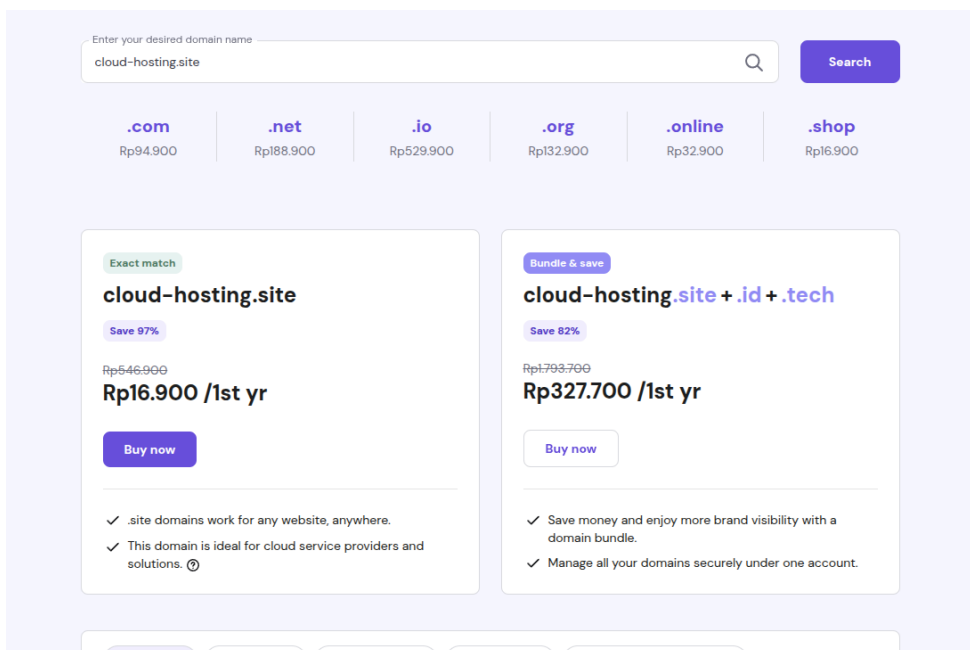 Enter your desired domain name
cloud-hosting.site
Search
.com
Rp94.900
.net
Rp188.900
.io
Rp529.900
.org
Rp132.900
.online
Rp32.900
.shop
Rp16.900
Exact match
cloud-hosting.site
Save 97%
Rp546.900
Rp16.900 /1st yr
Buy now
.site domains work for any website, anywhere.
This domain is ideal for cloud service providers and
solutions.
Bundle & save
cloud-hosting.site + .id + .tech
Save 82%
Rp1.793.700
Rp327.700 /1st yr
Buy now
Save money and enjoy more brand visibility with a
domain bundle.
Manage all your domains securely under one account.